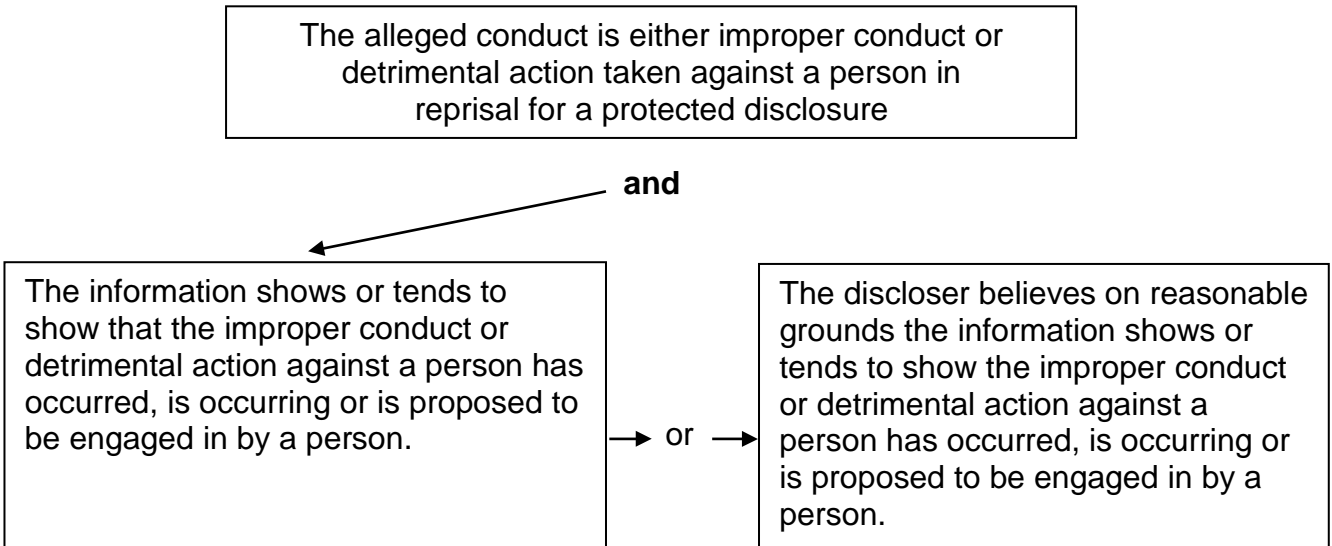 The alleged conduct is either improper conduct or
detrimental action taken against a person in
reprisal for a protected disclosure
and
The information shows or tends to
show that the improper conduct or
detrimental action against a person has
occurred, is occurring or is proposed to
be engaged in by a person.
or
The discloser believes on reasonable
grounds the information shows or
tends to show the improper conduct
or detrimental action against a
person has occurred, is occurring or
is proposed to be engaged in by a
person.